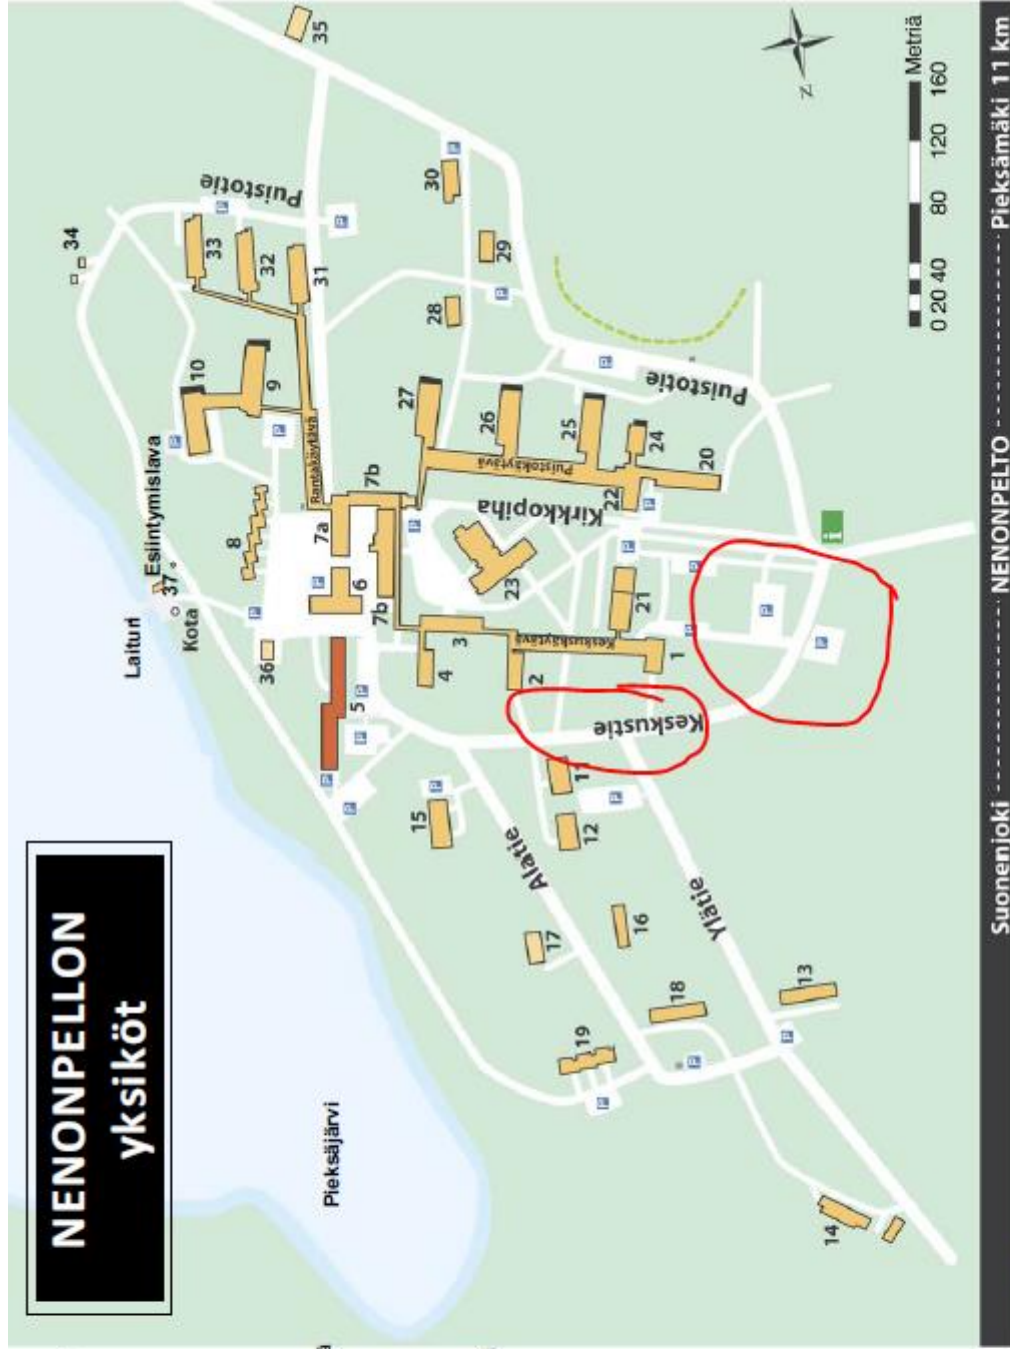 NENONPELLON
yksiköt
Pieksäjärvi
Laituri
Kota
37
Esiintymislava
34
35
Puistotie
33
32
31
10
9
8
Rantakäytävä
7a
7b
6
7b
36
5
30
29
28
27
26
25
24
20
22
Puistokäytävä
Kirkkopiha
23
Puistotie
3
4
2
Keskuskäytävä
21
1
Keskustie
11
12
15
Alatie
Ylätie
16
17
18
19
13
14
P
i
N
0 20 40 80 120 160 Metriä
Suonenjoki ------------- NENONPELTO ------------- Pieksämäki 11 km